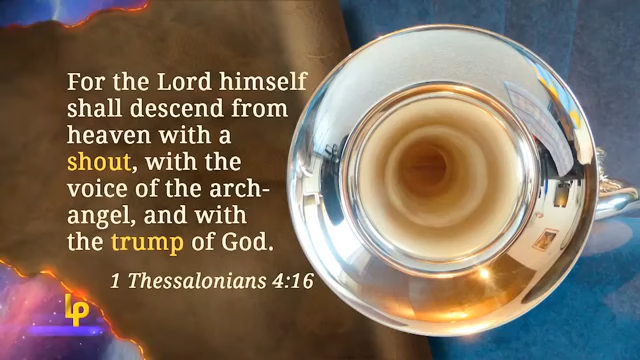 For the Lord himself
shall descend from
heaven with a
shout, with the
voice of the arch-
angel, and with
the trump of God.
1 Thessalonians 4:16
LP